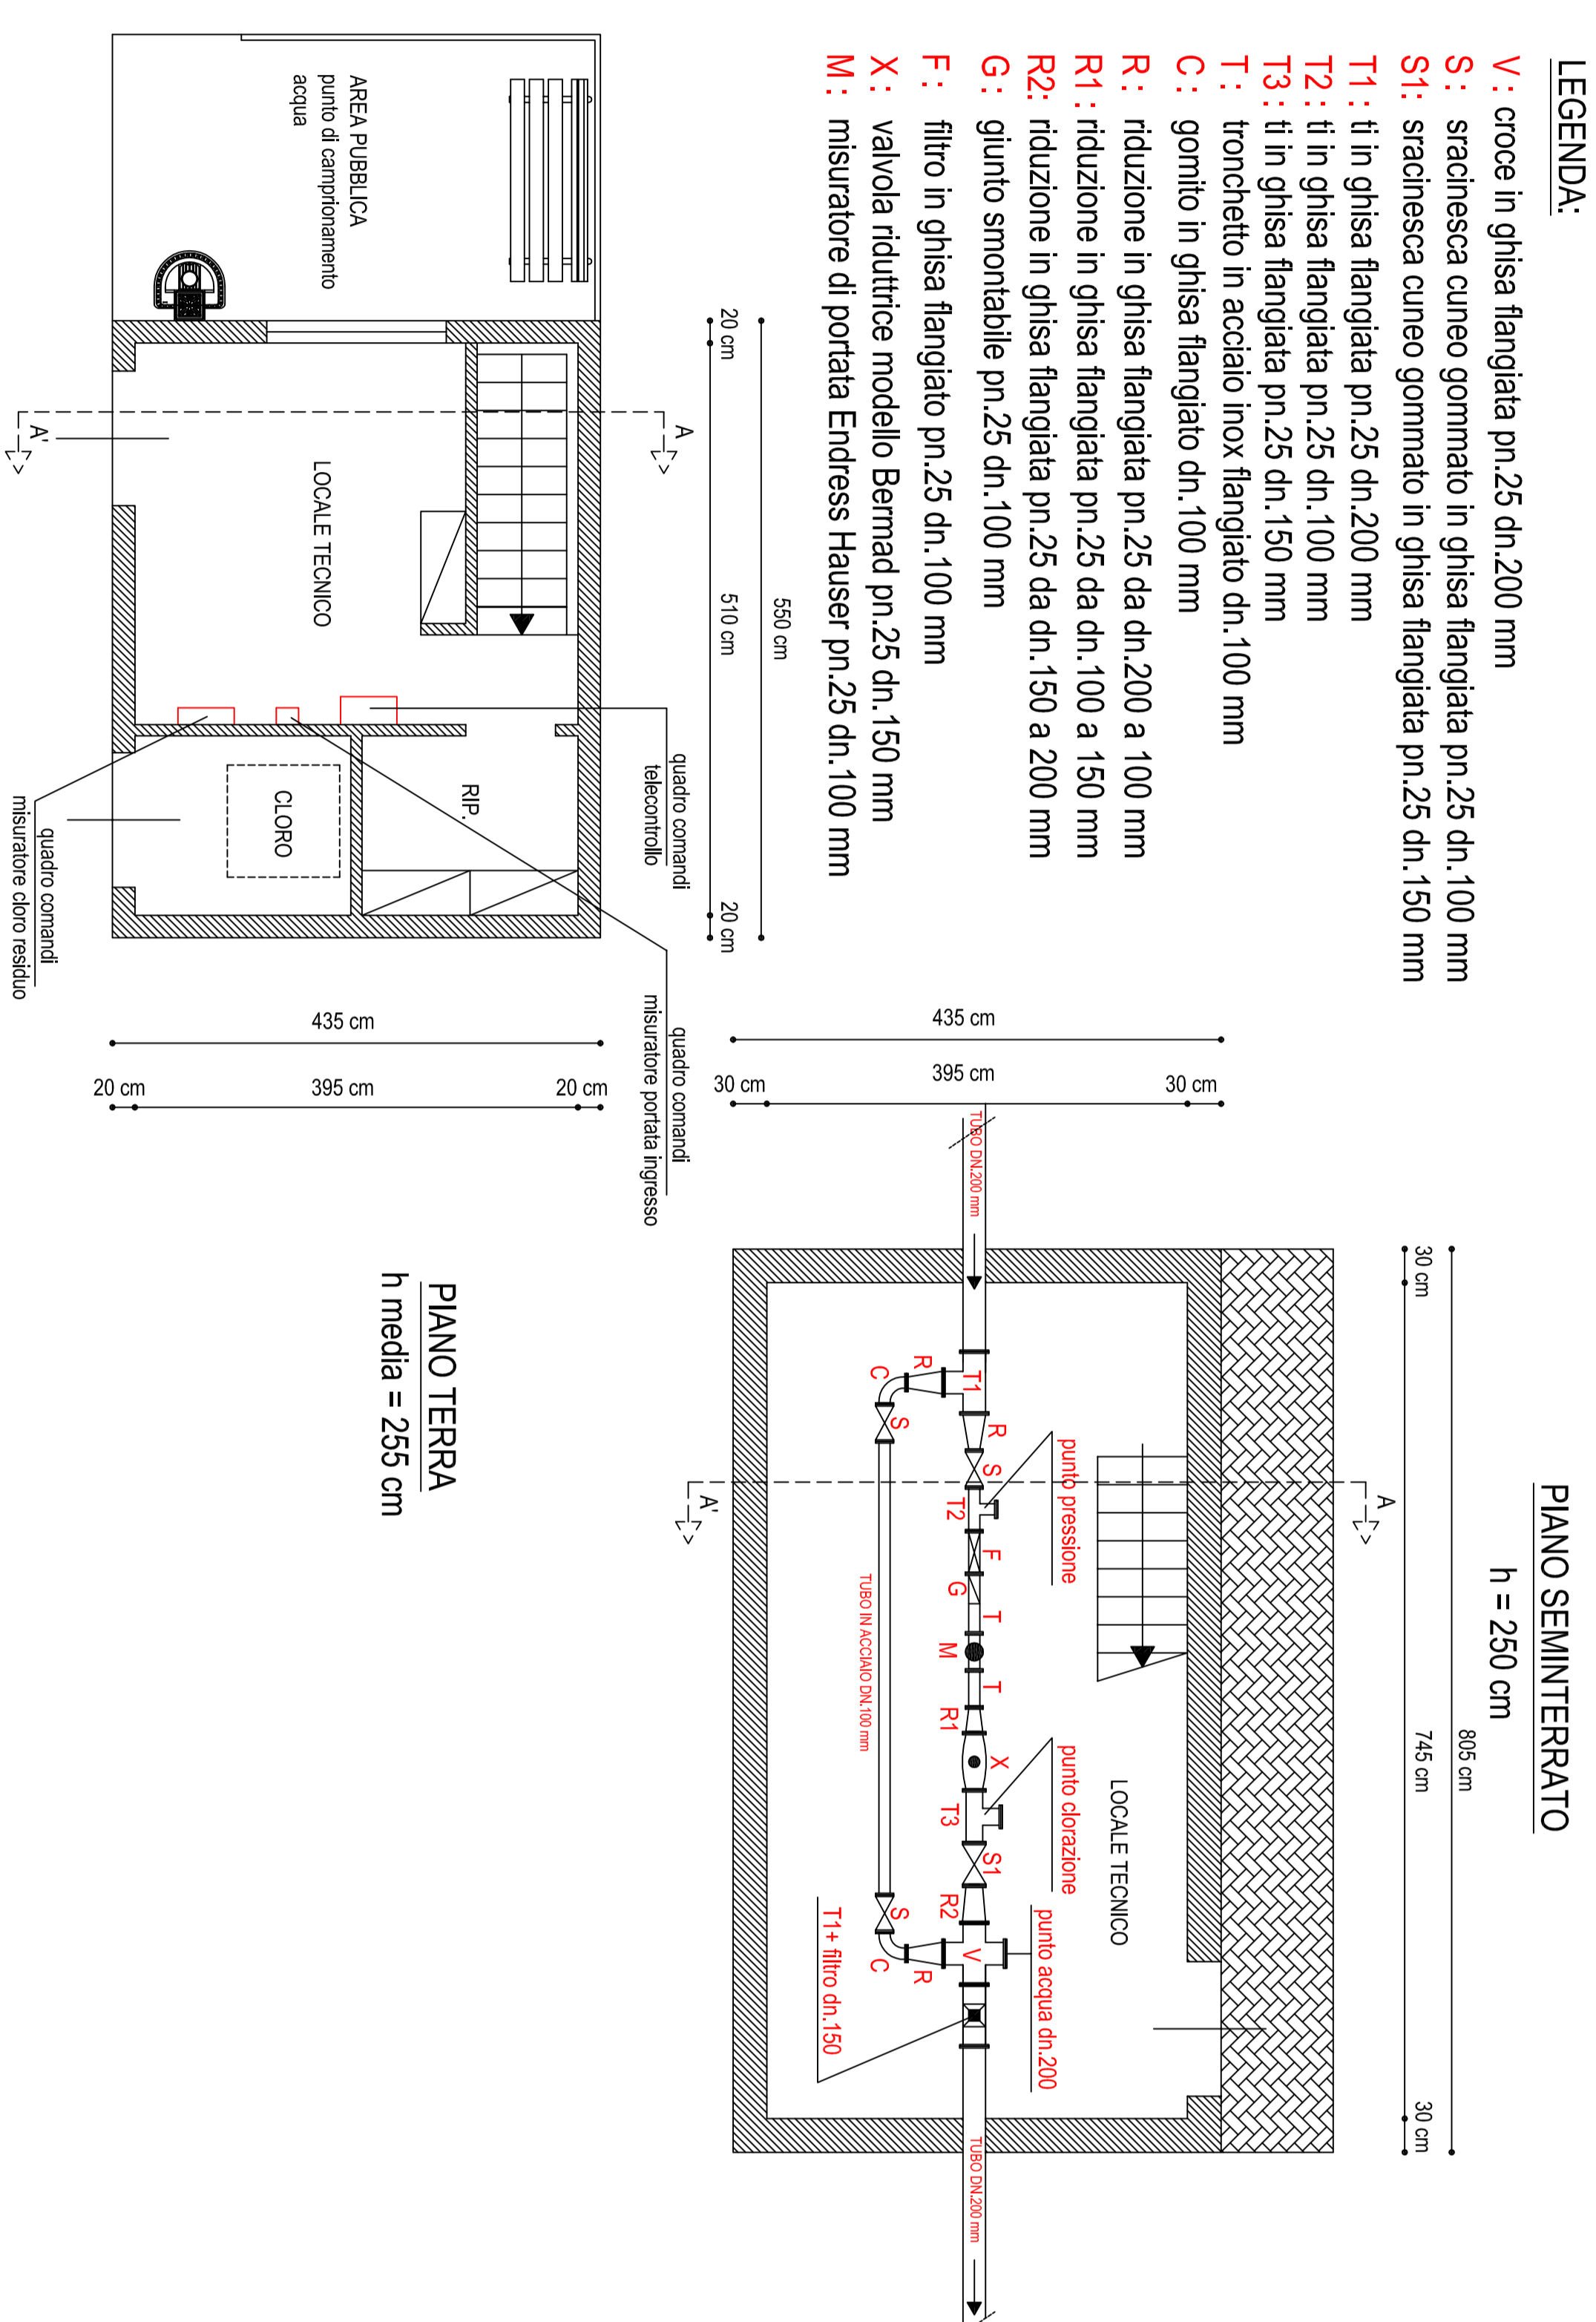 LEGENDA:
V : croce in ghisa flangiata pn.25 dn.200 mm
S : sracinesca cuneo gommato in ghisa flangiata pn.25 dn.100 mm
S1: sracinesca cuneo gommato in ghisa flangiata pn.25 dn.150 mm
T1 : ti in ghisa flangiata pn.25 dn.200 mm
T2 : ti in ghisa flangiata pn.25 dn.100 mm
T3 : ti in ghisa flangiata pn.25 dn.150 mm
T : tronchetto in acciaio inox flangiato dn.100 mm
C : gomito in ghisa flangiato dn.100 mm
R : riduzione in ghisa flangiata pn.25 da dn.200 a 100 mm
R1 : riduzione in ghisa flangiata pn.25 da dn.100 a 150 mm
R2: riduzione in ghisa flangiata pn.25 da dn.150 a 200 mm
G : giunto smontabile pn.25 dn.100 mm
F : filtro in ghisa flangiato pn.25 dn.100 mm
X : valvola riduttrice modello Bermad pn.25 dn.150 mm
M : misuratore di portata Endress Hauser pn.25 dn.100 mm
PIANO SEMINTERRATO
h = 250 cm
805 cm
30 cm
745 cm
30 cm
A
LOCALE TECNICO
punto pressione
punto clorazione
punto acqua dn.200
TUBO DN.200 mm
T1
R
S
T2
F
G
T
M
T
R1
X
T3
S1
R2
V
TUBO DN.200 mm
R
C
S
TUBO IN ACCIAIO DN.100 mm
S
C
R
T1+ filtro dn.150
A'
435 cm
30 cm
395 cm
30 cm
550 cm
20 cm
510 cm
20 cm
A
quadro comandi
telecontrollo
quadro comandi
misuratore portata ingresso
AREA PUBBLICA
punto di camprionamento
acqua
LOCALE TECNICO
RIP.
CLORO
A'
quadro comandi
misuratore cloro residuo
435 cm
20 cm
395 cm
20 cm
PIANO TERRA
h media = 255 cm